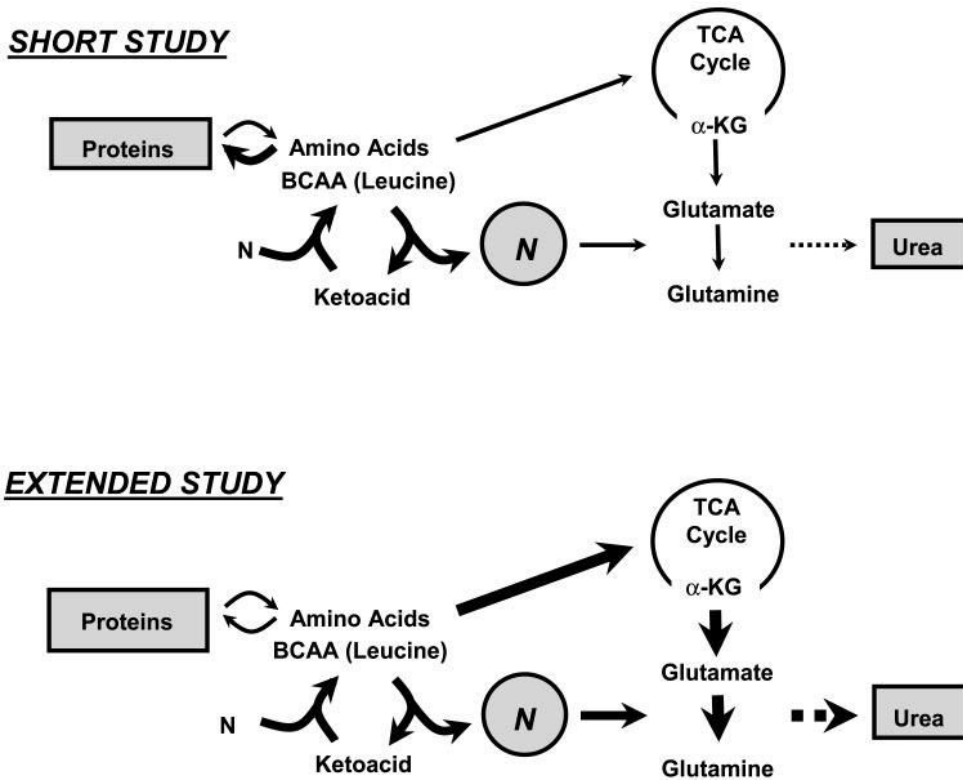 SHORT STUDY
TCA
Cycle
α-KG
Proteins
Amino Acids
BCAA (Leucine)
Glutamate
N
N
Urea
Ketoacid
Glutamine
EXTENDED STUDY
TCA
Cycle
α-KG
Proteins
Amino Acids
BCAA (Leucine)
Glutamate
N
N
Urea
Ketoacid
Glutamine